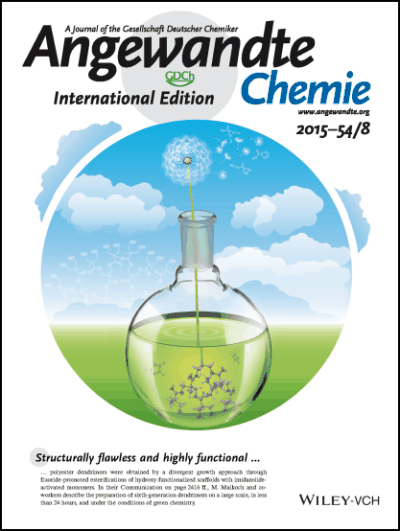 A Journal of the Gesellschaft Deutscher Chemiker
Angewandte
GDCh
International Edition
Chemie
www.angewandte.org
2015–54/8
Structurally flawless and highly functional ...
... polyester dendrimers were obtained by a divergent growth approach through
fluoride-promoted esterifications of hydroxy-functionalized scaffolds with imidazolide-
activated monomers. In their Communication on page 2416 ff., M. Malkoch and co-
workers describe the preparation of sixth-generation dendrimers on a large scale, in less
than 24 hours, and under the conditions of green chemistry.
WILEY-VCH